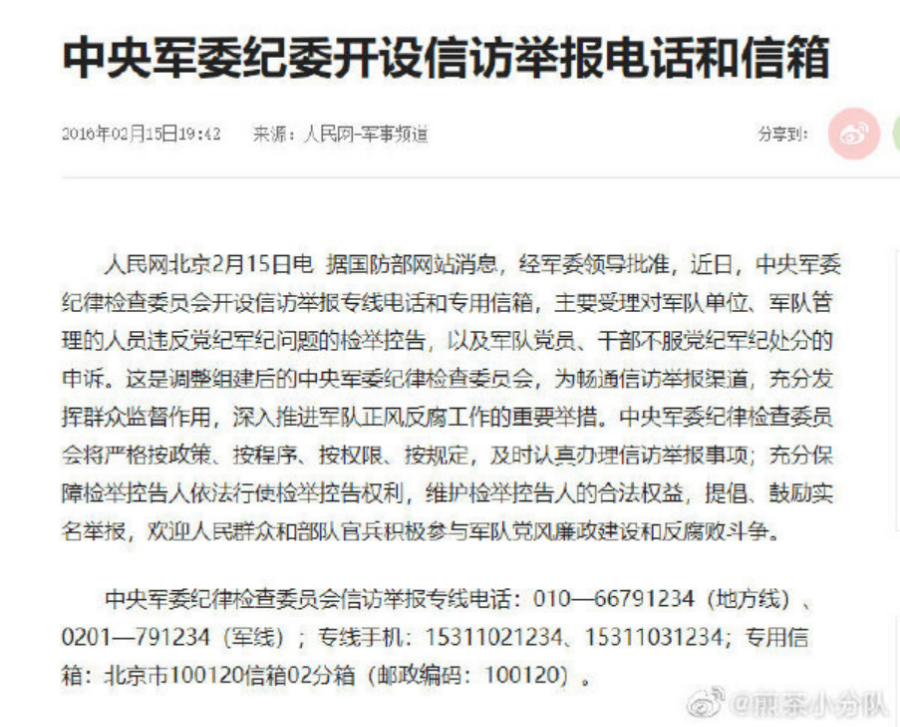 中央军委纪委开设信访举报电话和信箱
2016年02月15日19:42 来源：人民网-军事频道 分享到：
人民网北京2月15日电 据国防部网站消息，经军委领导批准，近日，中央军委
纪律检查委员会开设信访举报专线电话和专用信箱，主要受理对军队单位、军队管
理的人员违反党纪军纪问题的检举控告，以及军队党员、干部不服党纪军纪处分的
申诉。这是调整组建后的中央军委纪律检查委员会，为畅通信访举报渠道，充分发
挥群众监督作用，深入推进军队正风反腐工作的重要举措。中央军委纪律检查委员
会将严格按政策、按程序、按权限、按规定，及时认真办理信访举报事项；充分保
障检举控告人依法行使检举控告权利，维护检举控告人的合法权益，提倡、鼓励实
名举报，欢迎人民群众和部队官兵积极参与军队党风廉政建设和反腐败斗争。
中央军委纪律检查委员会信访举报专线电话：010—66791234（地方线）、
0201—791234（军线）；专线手机：15311021234、15311031234；专用信
箱：北京市100120信箱02分箱（邮政编码：100120）。
@煎茶小分队